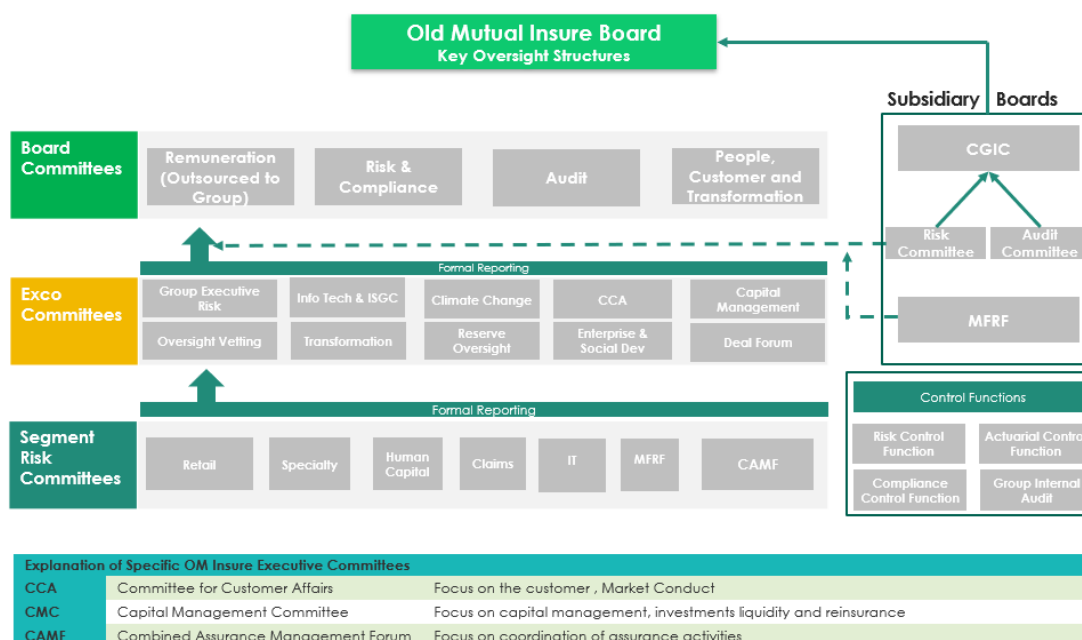 Old Mutual Insure Board
Key Oversight Structures
Subsidiary Boards
Board
Committees
Remuneration
(Outsourced to
Group)
Risk &
Compliance
Audit
People,
Customer and
Transformation
CGIC
Risk
Committee
Audit
Committee
MFRF
Formal Reporting
Exco
Committees
Group Executive
Risk
Info Tech & ISGC
Climate Change
CCA
Capital
Management
Oversight Vetting
Transformation
Reserve
Oversight
Enterprise &
Social Dev
Deal Forum
Formal Reporting
Segment
Risk
Committees
Retail
Specialty
Human
Capital
Claims
IT
MFRF
CAMF
Control Functions
Risk Control
Function
Actuarial Control
Function
Compliance
Control Function
Group Internal
Audit
Explanation of Specific OM Insure Executive Committees
CCA Committee for Customer Affairs Focus on the customer , Market Conduct
CMC Capital Management Committee Focus on capital management, investments liquidity and reinsurance
CAMF Combined Assurance Management Forum Focus on coordination of assurance activities